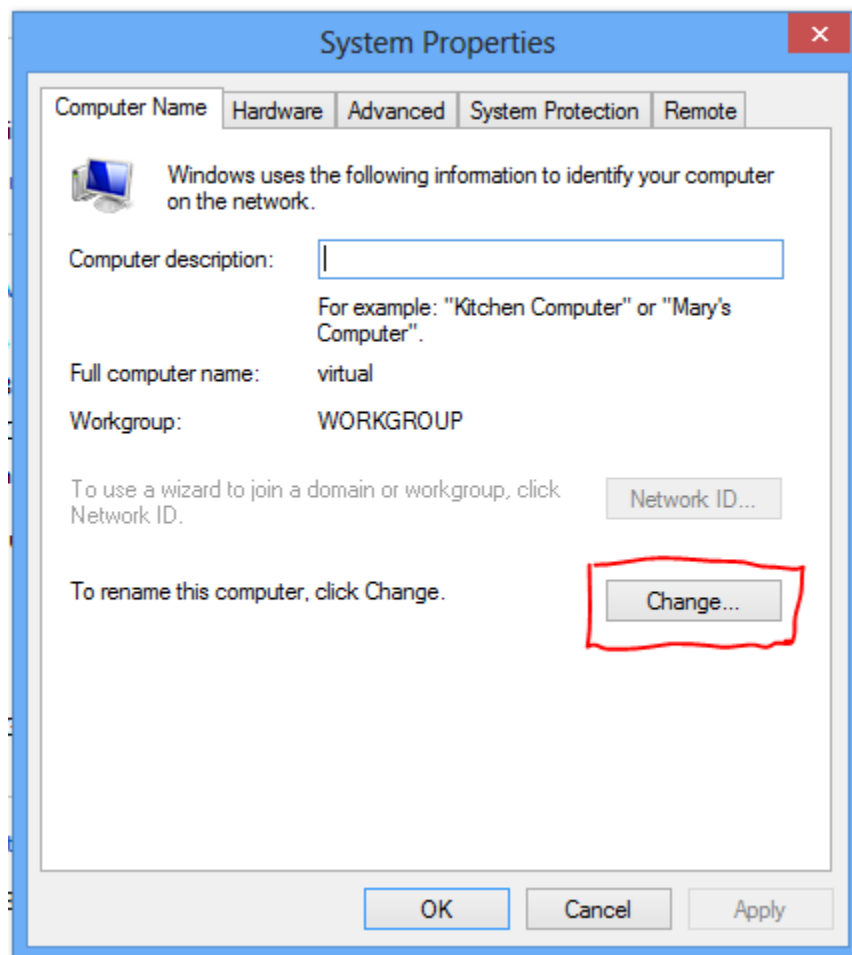 System Properties
Computer Name Hardware Advanced System Protection Remote
Windows uses the following information to identify your computer
on the network.
Computer description:
For example: "Kitchen Computer" or "Mary's
Computer".
Full computer name: virtual
Workgroup: WORKGROUP
To use a wizard to join a domain or workgroup, click
Network ID.
Network ID...
To rename this computer, click Change.
Change...
OK Cancel Apply